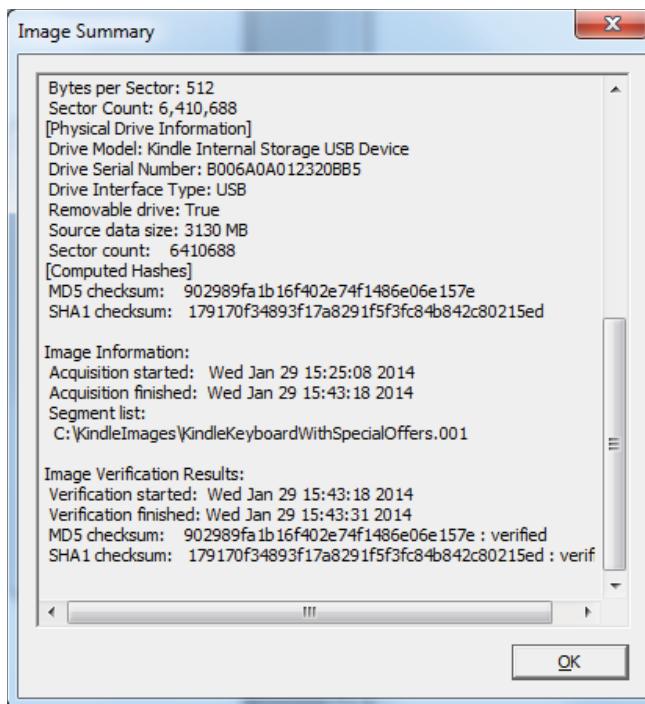 Image Summary
Bytes per Sector: 512
Sector Count: 6,410,688
[Physical Drive Information]
Drive Model: Kindle Internal Storage USB Device
Drive Serial Number: B006A0A012320BB5
Drive Interface Type: USB
Removable drive: True
Source data size: 3130 MB
Sector count: 6410688
[Computed Hashes]
MD5 checksum: 902989fa1b16f402e74f1486e06e157e
SHA1 checksum: 179170f34893f17a8291f5f3fc84b842c80215ed
Image Information:
Acquisition started: Wed Jan 29 15:25:08 2014
Acquisition finished: Wed Jan 29 15:43:18 2014
Segment list:
C:\KindleImages\KindleKeyboardWithSpecialOffers.001
Image Verification Results:
Verification started: Wed Jan 29 15:43:18 2014
Verification finished: Wed Jan 29 15:43:31 2014
MD5 checksum: 902989fa1b16f402e74f1486e06e157e : verified
SHA1 checksum: 179170f34893f17a8291f5f3fc84b842c80215ed : verif
OK